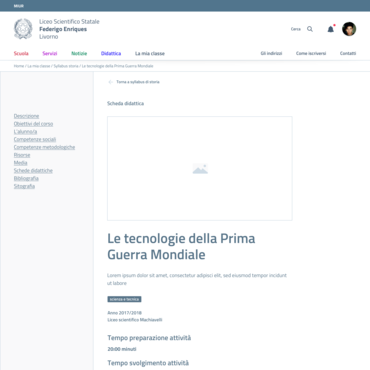 MIUR
Liceo Scientifico Statale
Federigo Enriques
Livorno
Cerca
Scuola Servizi Notizie Didattica La mia classe
Gli indirizzi Come iscriversi Contatti
Home / La mia classe / Syllabus storia / Le tecnologie della Prima Guerra Mondiale
Torna a syllabus di storia
Scheda didattica
Descrizione
Obiettivi del corso
L'alunno/a
Competenze sociali
Competenze metodologiche
Risorse
Media
Schede didattiche
Bibliografia
Sitografia
Le tecnologie della Prima
Guerra Mondiale
Lorem ipsum dolor sit amet, consectetur adipisci elit, sed eiusmod tempor incidunt
ut labore
scienza e tecnica
Anno 2017/2018
Liceo scientifico Machiavelli
Tempo preparazione attività
20:00 minuti
Tempo svolgimento attività